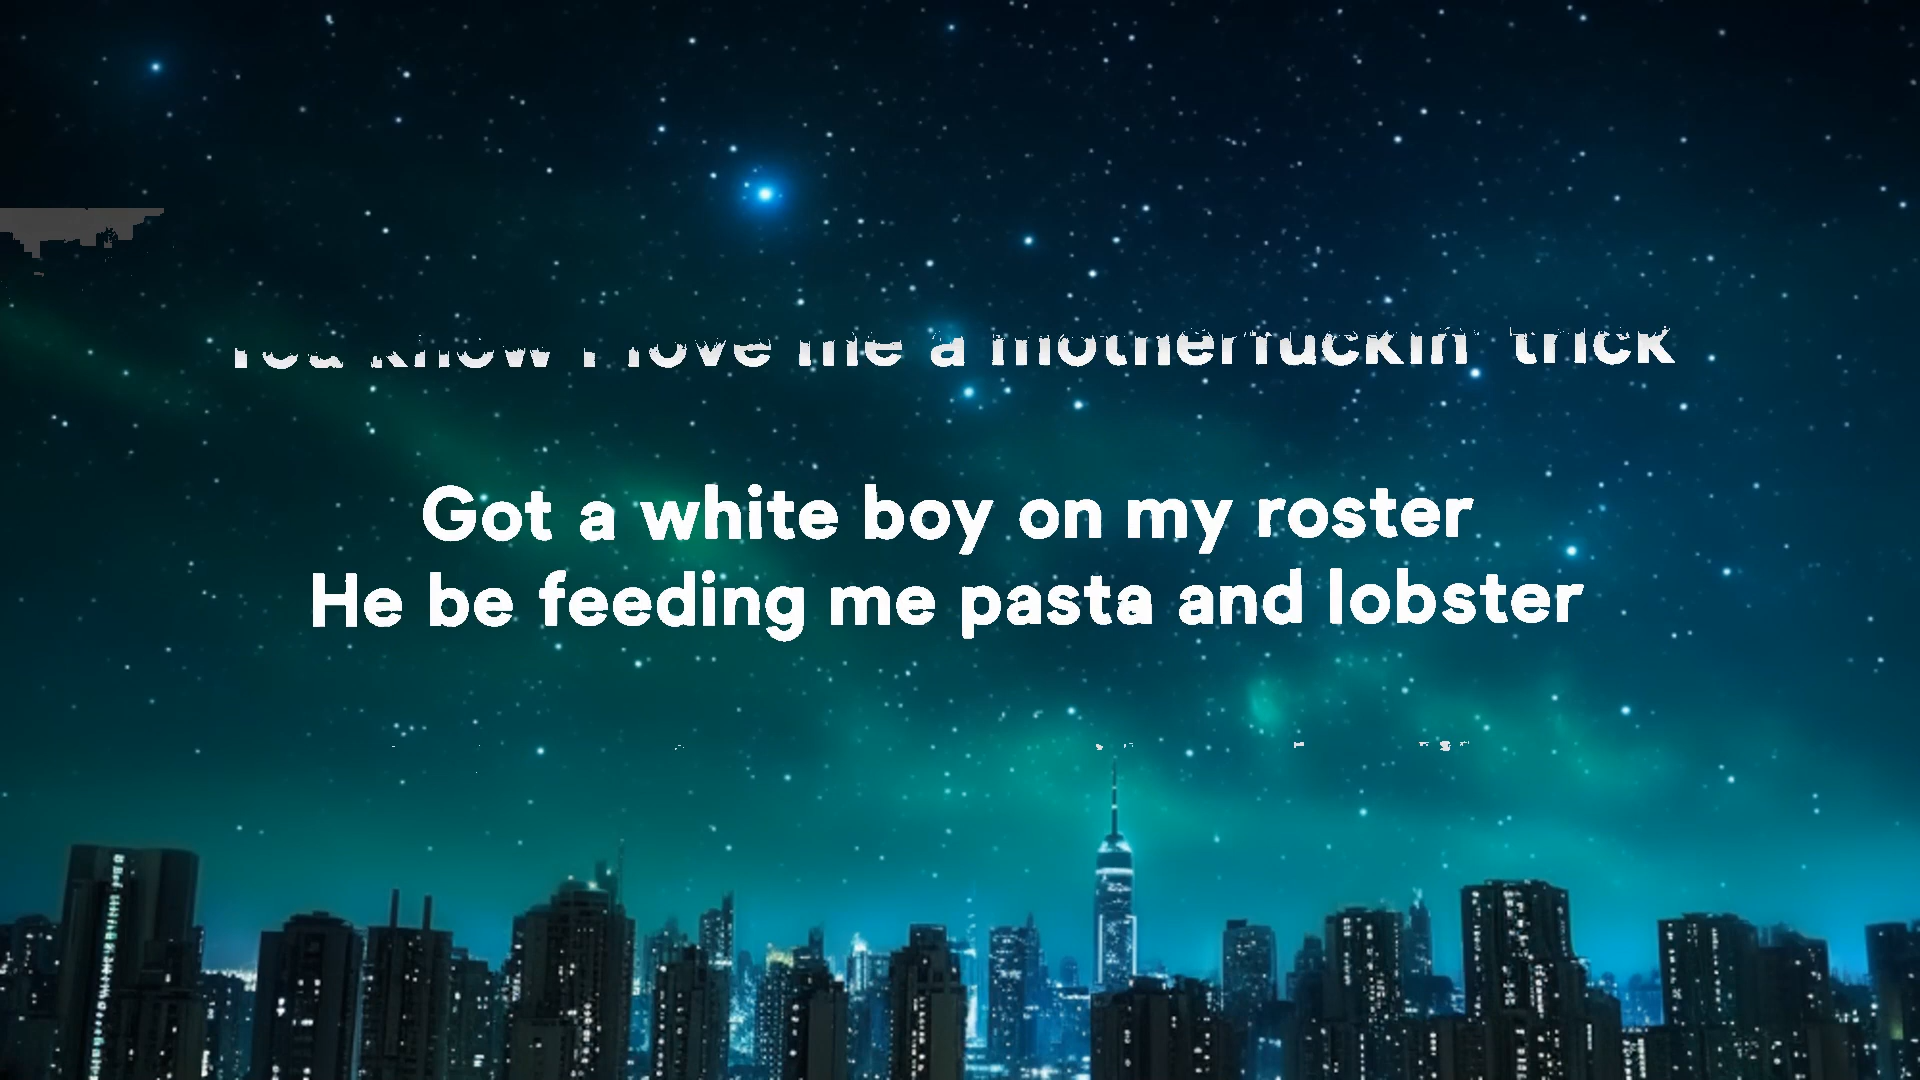 You know I love me a motherfuckin' trick
Got a white boy on my roster
He be feeding me pasta and lobster